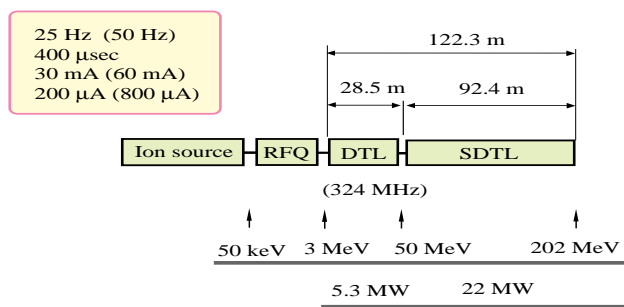 25 Hz (50 Hz)
400 μsec
30 mA (60 mA)
200 μA (800 μA)
122.3 m
28.5 m 92.4 m
Ion source RFQ DTL SDTL
(324 MHz)
50 keV 3 MeV 50 MeV 202 MeV
5.3 MW 22 MW